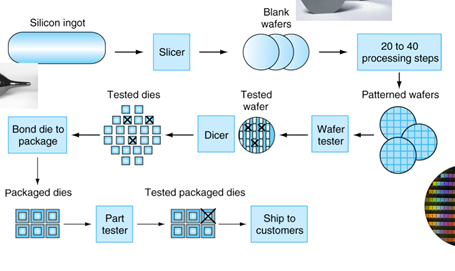 Silicon ingot
Slicer
Blank
wafers
20 to 40
processing steps
Tested dies
Tested
wafer
Patterned wafers
Bond die to
package
Dicer
Wafer
tester
Packaged dies
Tested packaged dies
Part
tester
Ship to
customers